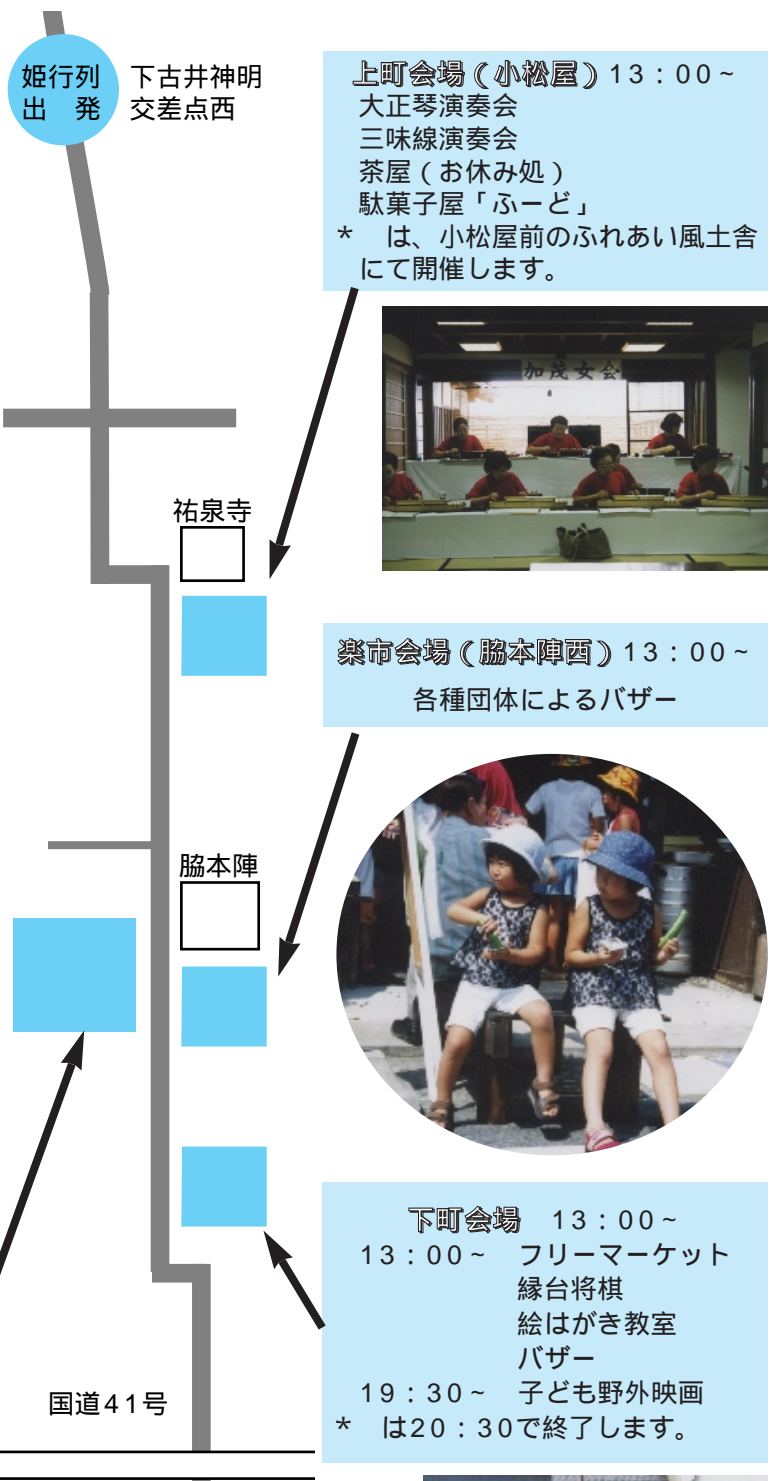 姫行列
出　発
下古井神明
交差点西
上町会場（小松屋）13：00～
大正琴演奏会
三味線演奏会
茶屋（お休み処）
駄菓子屋「ふーど」
*　は、小松屋前のふれあい風土舎
にて開催します。
加茂女会
祐泉寺
楽市会場（脇本陣西）13：00～
各種団体によるバザー
脇本陣
下町会場　13：00～
13：00～　フリーマーケット
縁台将棋
絵はがき教室
バザー
19：30～　子ども野外映画
*　は20：30で終了します。
国道41号